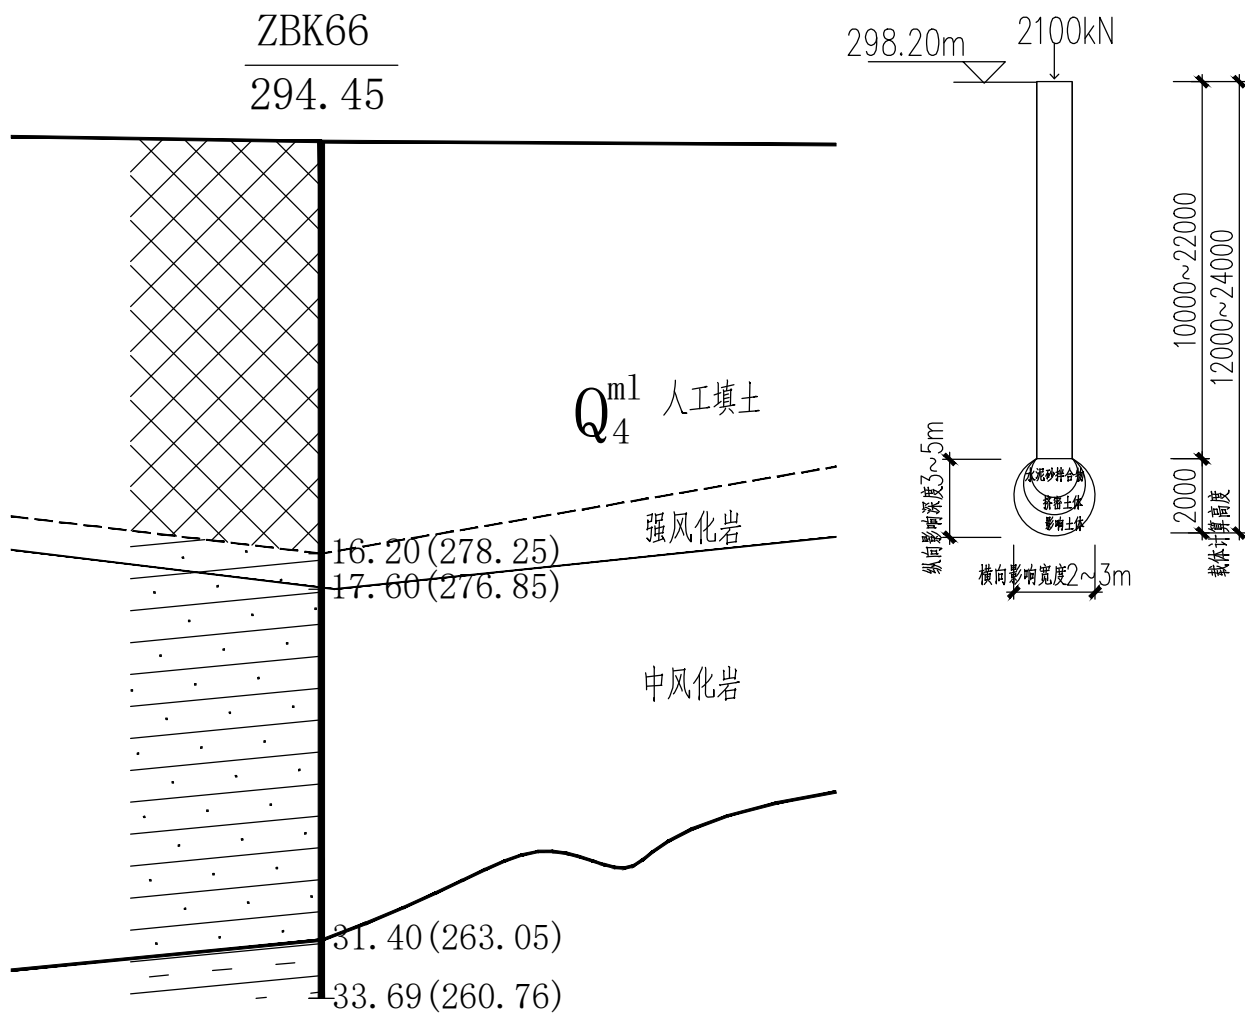 ZBK66
294.45
Q4ml 人工填土
强风化岩
16.20(278.25)
17.60(276.85)
中风化岩
31.40(263.05)
33.69(260.76)
298.20m
2100kN
10000~22000
12000~24000
水泥砂拌合物
挤密土体
影响土体
纵向影响深度3~5m
横向影响宽度2~3m
2000
载体计算高度